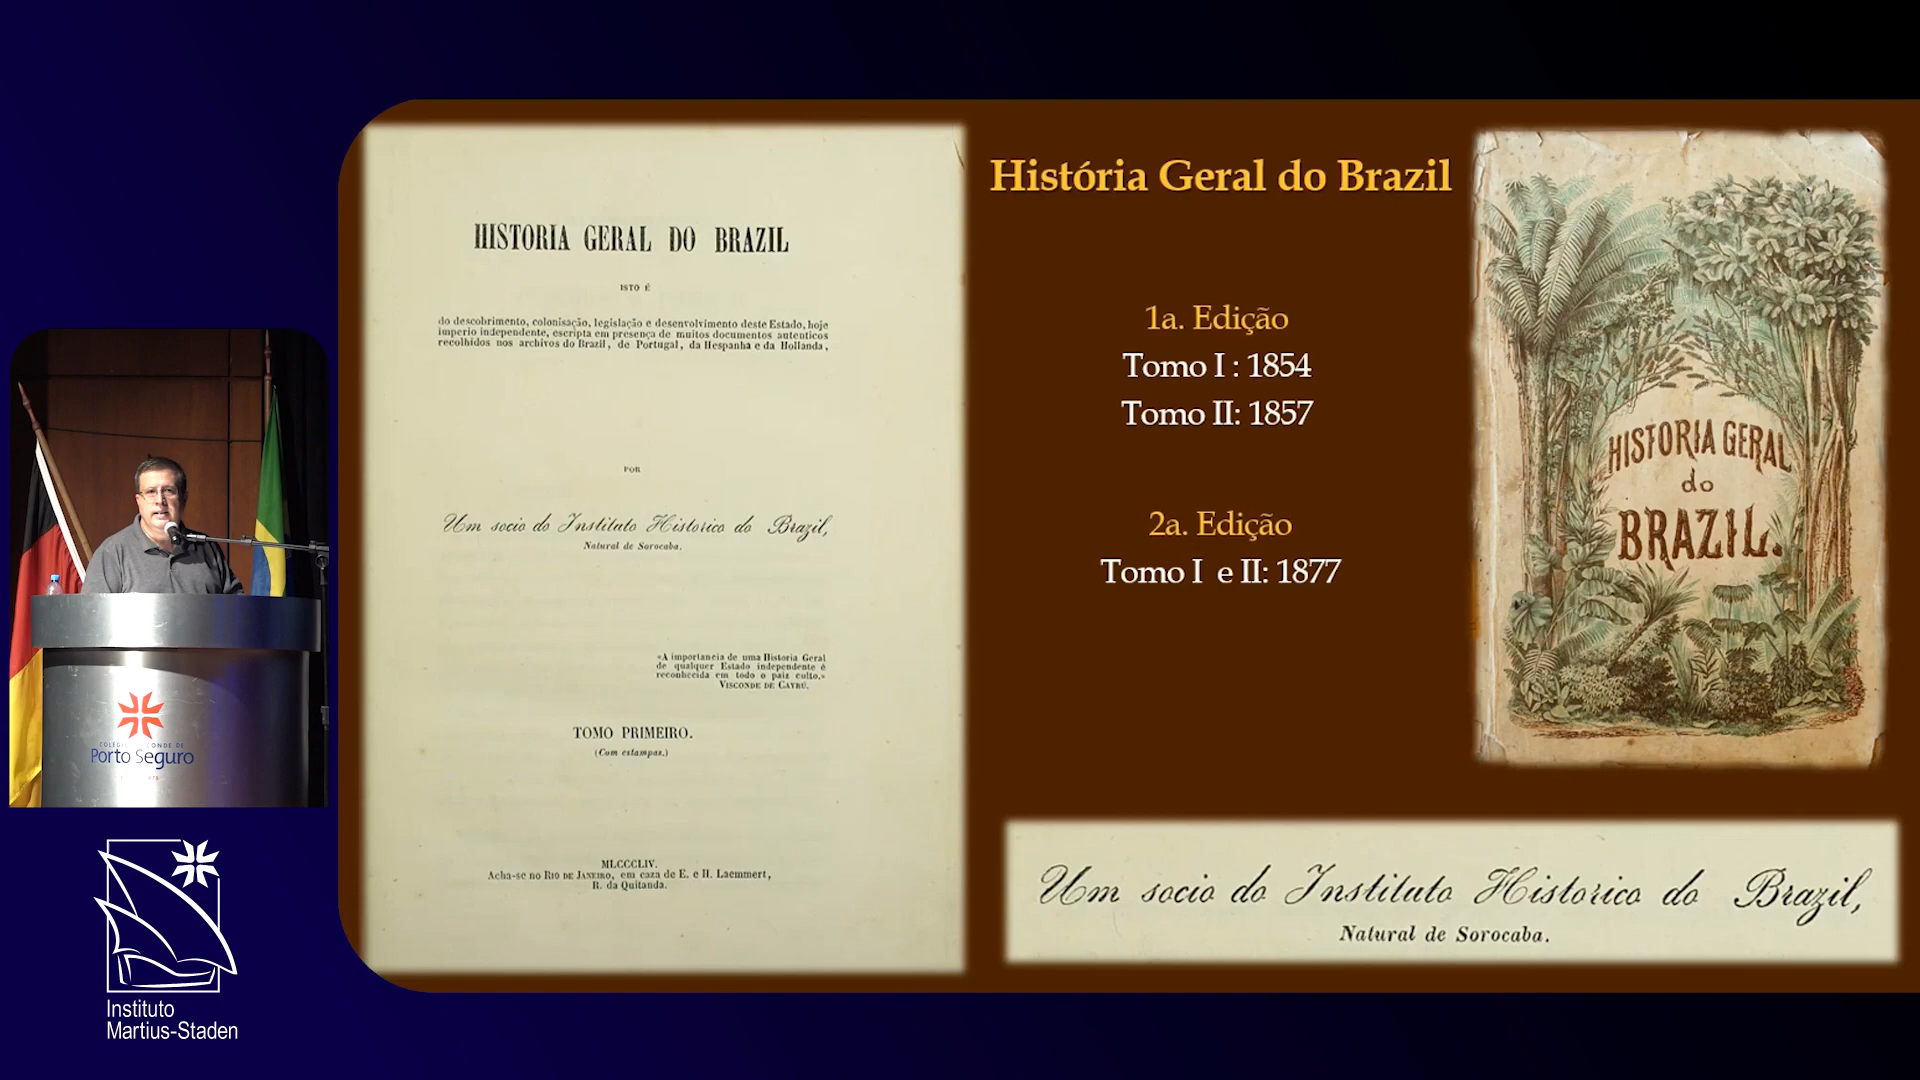 HISTORIA GERAL DO BRAZIL
ISTO É
do descobrimento, colonisação, legislação e desenvolvimento deste Estado, hoje
imperio independente, escripta em presença de muitos documentos autenticos
recolhidos nos archivos do Brazil, de Portugal, da Hespanha e da Hollanda,
POR
Um socio do Instituto Historico do Brazil,
Natural de Sorocaba.
«A importancia de uma Historia Geral
de qualquer Estado independente é
reconhecida em todo o paiz culto.»
VISCONDE DE CAYRÚ.
TOMO PRIMEIRO.
(Com estampas.)
MLCCCLIV.
Acha-se no RIO DE JANEIRO, em caza de E. e H. Laemmert,
R. da Quitanda.
História Geral do Brazil
1a. Edição
Tomo I : 1854
Tomo II: 1857
2a. Edição
Tomo I e II: 1877
HISTORIA GERAL
do
BRAZIL.
Um socio do Instituto Historico do Brazil,
Natural de Sorocaba.
Porto Seguro
Instituto
Martius-Staden